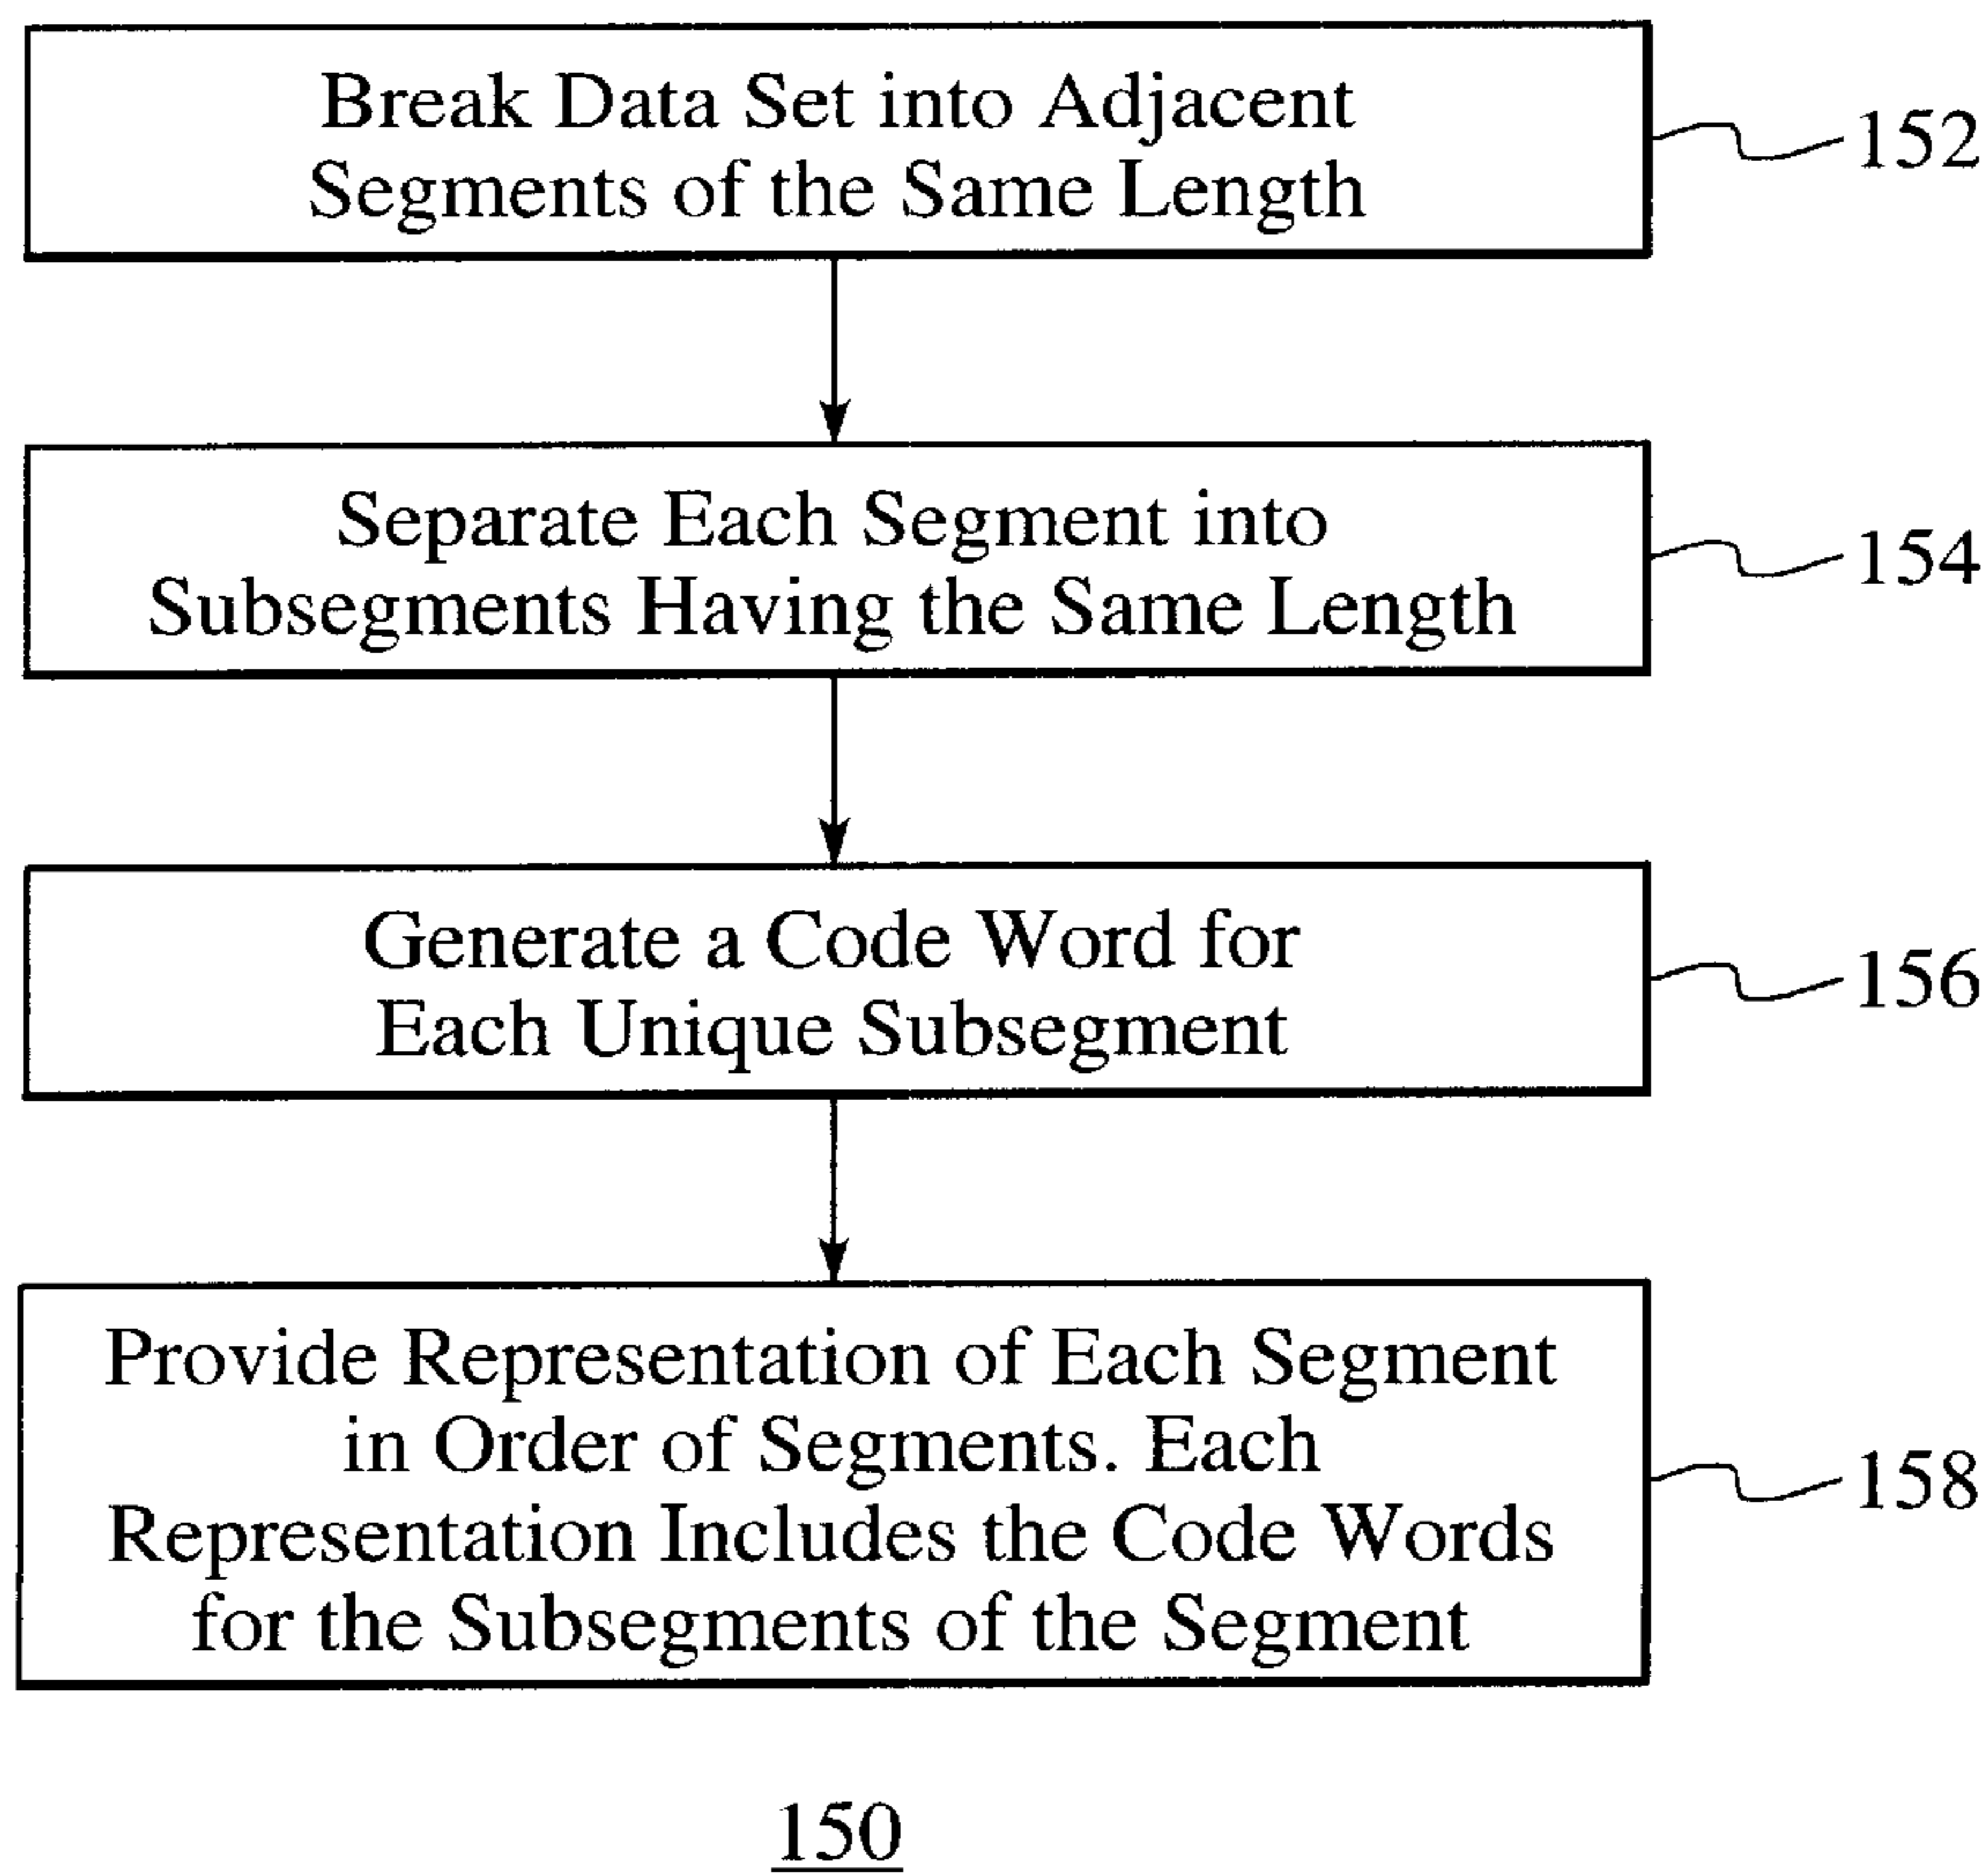 Break Data Set into Adjacent
Segments of the Same Length
152
Separate Each Segment into
Subsegments Having the Same Length
154
Generate a Code Word for
Each Unique Subsegment
156
Provide Representation of Each Segment
in Order of Segments. Each
Representation Includes the Code Words
for the Subsegments of the Segment
158
150